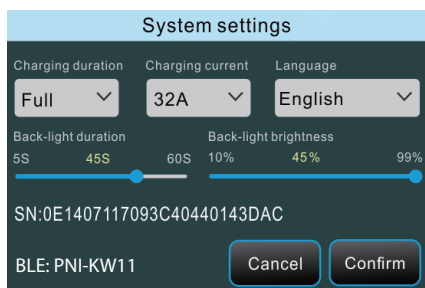 System settings
Charging duration Charging current Language
Full 32A English
Back-light duration Back-light brightness
5S 45S 60S 10% 45% 99%
SN:0E1407117093C40440143DAC
BLE: PNI-KW11 Cancel Confirm